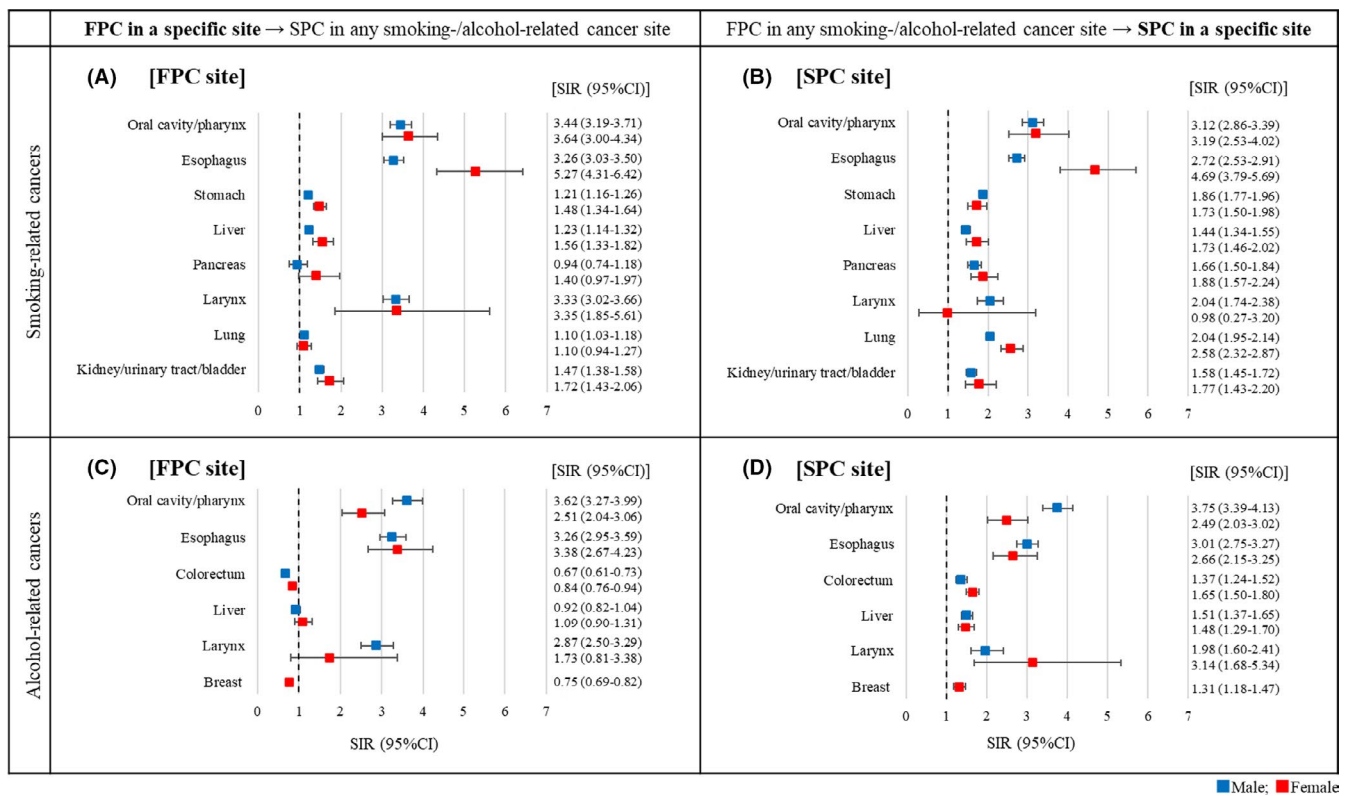 FPC in a specific site → SPC in any smoking-/alcohol-related cancer site
FPC in any smoking-/alcohol-related cancer site → SPC in a specific site
Smoking-related cancers
(A) [FPC site]
[SIR (95%CI)]
Oral cavity/pharynx
3.44 (3.19-3.71)
3.64 (3.00-4.34)
Esophagus
3.26 (3.03-3.50)
5.27 (4.31-6.42)
Stomach
1.21 (1.16-1.26)
1.48 (1.34-1.64)
Liver
1.23 (1.14-1.32)
1.56 (1.33-1.82)
Pancreas
0.94 (0.74-1.18)
1.40 (0.97-1.97)
Larynx
3.33 (3.02-3.66)
3.35 (1.85-5.61)
Lung
1.10 (1.03-1.18)
1.10 (0.94-1.27)
Kidney/urinary tract/bladder
1.47 (1.38-1.58)
1.72 (1.43-2.06)
0 1 2 3 4 5 6 7
(B) [SPC site]
[SIR (95%CI)]
Oral cavity/pharynx
3.12 (2.86-3.39)
3.19 (2.53-4.02)
Esophagus
2.72 (2.53-2.91)
4.69 (3.79-5.69)
Stomach
1.86 (1.77-1.96)
1.73 (1.50-1.98)
Liver
1.44 (1.34-1.55)
1.73 (1.46-2.02)
Pancreas
1.66 (1.50-1.84)
1.88 (1.57-2.24)
Larynx
2.04 (1.74-2.38)
0.98 (0.27-3.20)
Lung
2.04 (1.95-2.14)
2.58 (2.32-2.87)
Kidney/urinary tract/bladder
1.58 (1.45-1.72)
1.77 (1.43-2.20)
0 1 2 3 4 5 6 7
Alcohol-related cancers
(C) [FPC site]
[SIR (95%CI)]
Oral cavity/pharynx
3.62 (3.27-3.99)
2.51 (2.04-3.06)
Esophagus
3.26 (2.95-3.59)
3.38 (2.67-4.23)
Colorectum
0.67 (0.61-0.73)
0.84 (0.76-0.94)
Liver
0.92 (0.82-1.04)
1.09 (0.90-1.31)
Larynx
2.87 (2.50-3.29)
1.73 (0.81-3.38)
Breast
0.75 (0.69-0.82)
0 1 2 3 4 5 6 7
SIR (95%CI)
(D) [SPC site]
[SIR (95%CI)]
Oral cavity/pharynx
3.75 (3.39-4.13)
2.49 (2.03-3.02)
Esophagus
3.01 (2.75-3.27)
2.66 (2.15-3.25)
Colorectum
1.37 (1.24-1.52)
1.65 (1.50-1.80)
Liver
1.51 (1.37-1.65)
1.48 (1.29-1.70)
Larynx
1.98 (1.60-2.41)
3.14 (1.68-5.34)
Breast
1.31 (1.18-1.47)
0 1 2 3 4 5 6 7
SIR (95%CI)
Male; Female